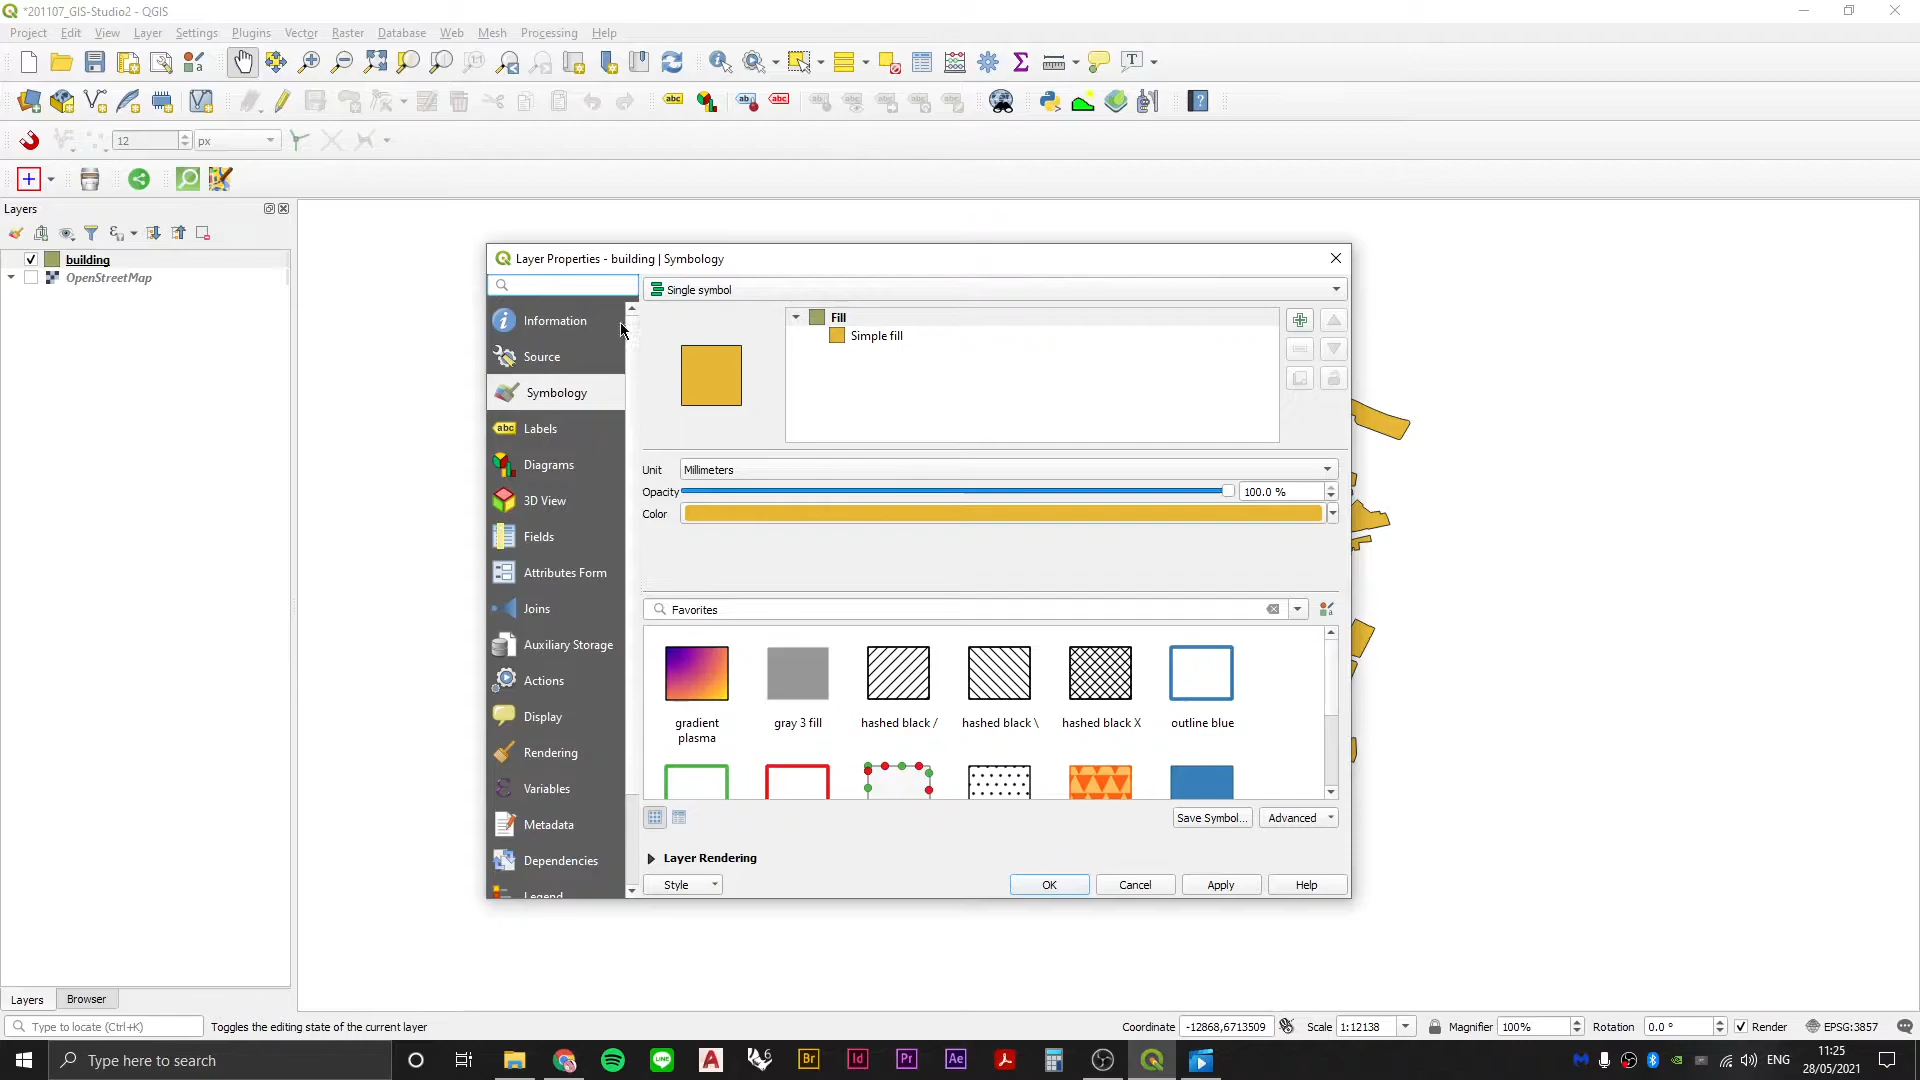 *201107_GIS-Studio2 - QGIS
Project Edit View Layer Settings Plugins Vector Raster Database Web Mesh Processing Help
12 px
Layers
building
OpenStreetMap
Layer Properties - building | Symbology
Single symbol
Information
Source
Symbology
Labels
Diagrams
3D View
Fields
Attributes Form
Joins
Auxiliary Storage
Actions
Display
Rendering
Variables
Metadata
Dependencies
Legend
Fill
Simple fill
Unit Millimeters
Opacity 100.0 %
Color
Favorites
gradient plasma
gray 3 fill
hashed black /
hashed black \
hashed black X
outline blue
Save Symbol...
Advanced
Layer Rendering
Style
OK
Cancel
Apply
Help
Layers Browser
Type to locate (Ctrl+K)
Toggles the editing state of the current layer
Coordinate -12868,6713509
Scale 1:12138
Magnifier 100%
Rotation 0.0 °
Render
EPSG:3857
Type here to search
ENG
11:25
28/05/2021